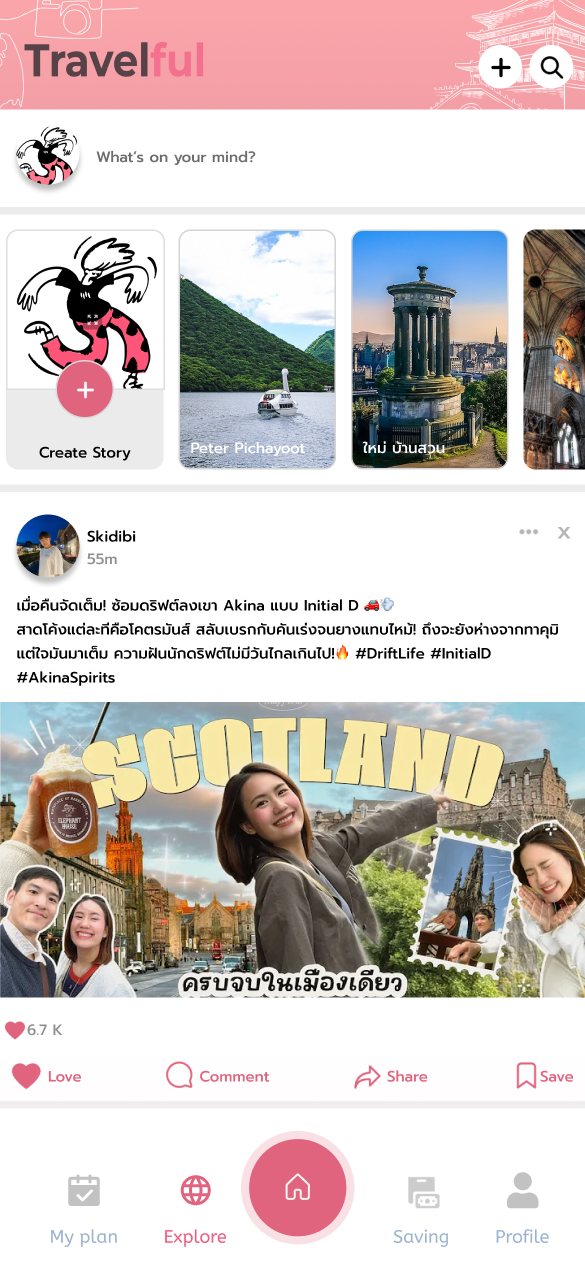 Travelful
What's on your mind?
Create Story
Peter Pichayoot
ใหม่ บ้านสวน
Skidibi
55m
เมื่อคืนจัดเต็ม! ซ้อมดริฟต์ลงเขา Akina แบบ Initial D 🚗💨
สาดโค้งแต่ละทีคือโคตรมันส์ สลับเบรกกับคันเร่งจนยางแทบไหม้! ถึงจะยังห่างจากทาคุมิ
แต่ใจมันมาเต็ม ความฝันนักดริฟต์ไม่มีวันไกลเกินไป!🔥 #DriftLife #InitialD
#AkinaSpirits
SCOTLAND
ELEPHANT
HOUSE
ครบจบในเมืองเดียว
6.7 K
Love
Comment
Share
Save
My plan
Explore
Saving
Profile